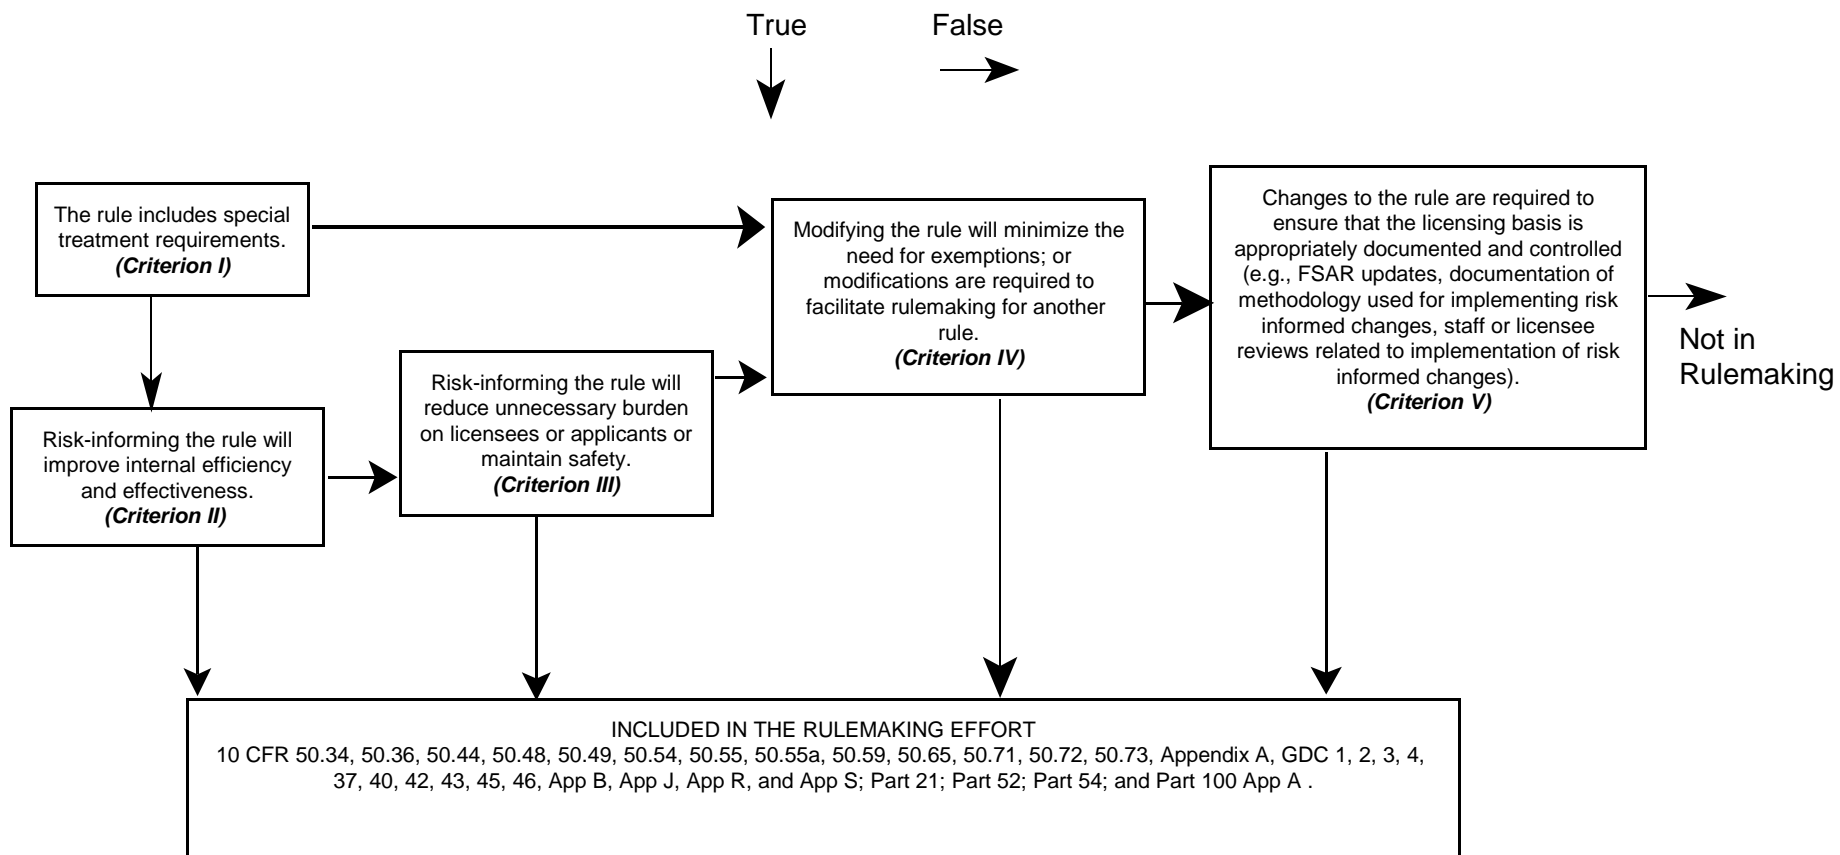 True
False
The rule includes special
treatment requirements.
(Criterion I)
Risk-informing the rule will
improve internal efficiency
and effectiveness.
(Criterion II)
Risk-informing the rule will
reduce unnecessary burden
on licensees or applicants or
maintain safety.
(Criterion III)
Modifying the rule will minimize the
need for exemptions; or
modifications are required to
facilitate rulemaking for another
rule.
(Criterion IV)
Changes to the rule are required to
ensure that the licensing basis is
appropriately documented and controlled
(e.g., FSAR updates, documentation of
methodology used for implementing risk
informed changes, staff or licensee
reviews related to implementation of risk
informed changes).
(Criterion V)
Not in
Rulemaking
INCLUDED IN THE RULEMAKING EFFORT
10 CFR 50.34, 50.36, 50.44, 50.48, 50.49, 50.54, 50.55, 50.55a, 50.59, 50.65, 50.71, 50.72, 50.73, Appendix A, GDC 1, 2, 3, 4,
37, 40, 42, 43, 45, 46, App B, App J, App R, and App S; Part 21; Part 52; Part 54; and Part 100 App A .